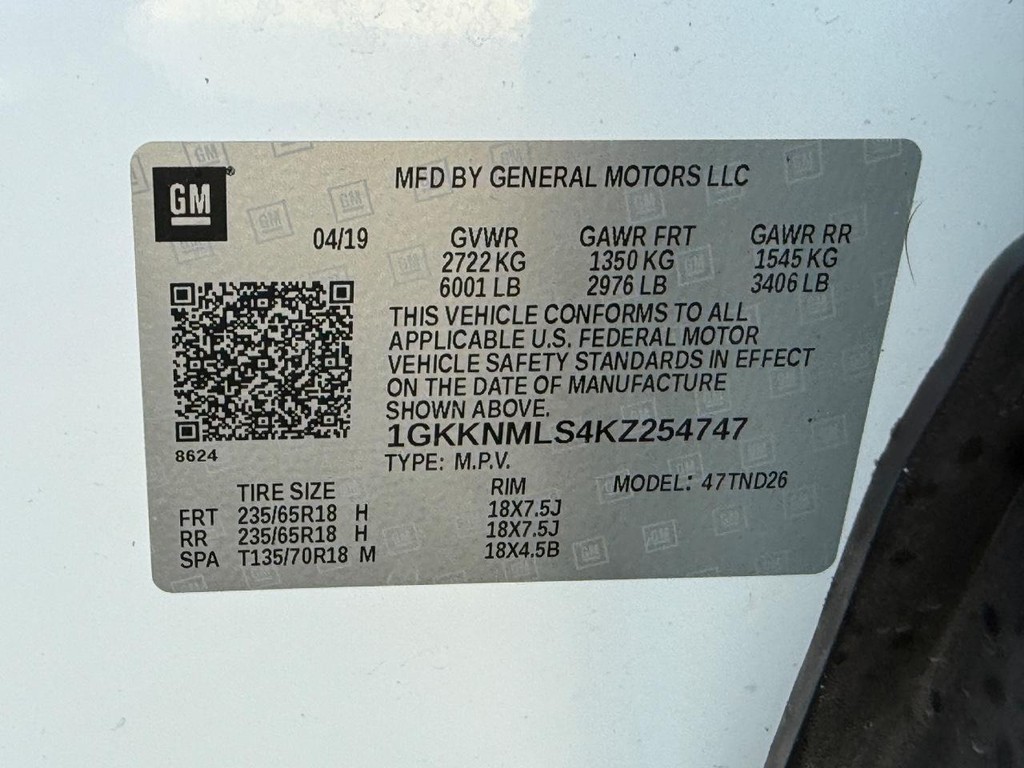 GM
MFD BY GENERAL MOTORS LLC
04/19 GVWR GAWR FRT GAWR RR
2722 KG 1350 KG 1545 KG
6001 LB 2976 LB 3406 LB
THIS VEHICLE CONFORMS TO ALL
APPLICABLE U.S. FEDERAL MOTOR
VEHICLE SAFETY STANDARDS IN EFFECT
ON THE DATE OF MANUFACTURE
SHOWN ABOVE.
1GKKNMLS4KZ254747
8624
TYPE: M.P.V. MODEL: 47TND26
TIRE SIZE RIM
FRT 235/65R18 H 18X7.5J
RR 235/65R18 H 18X7.5J
SPA T135/70R18 M 18X4.5B